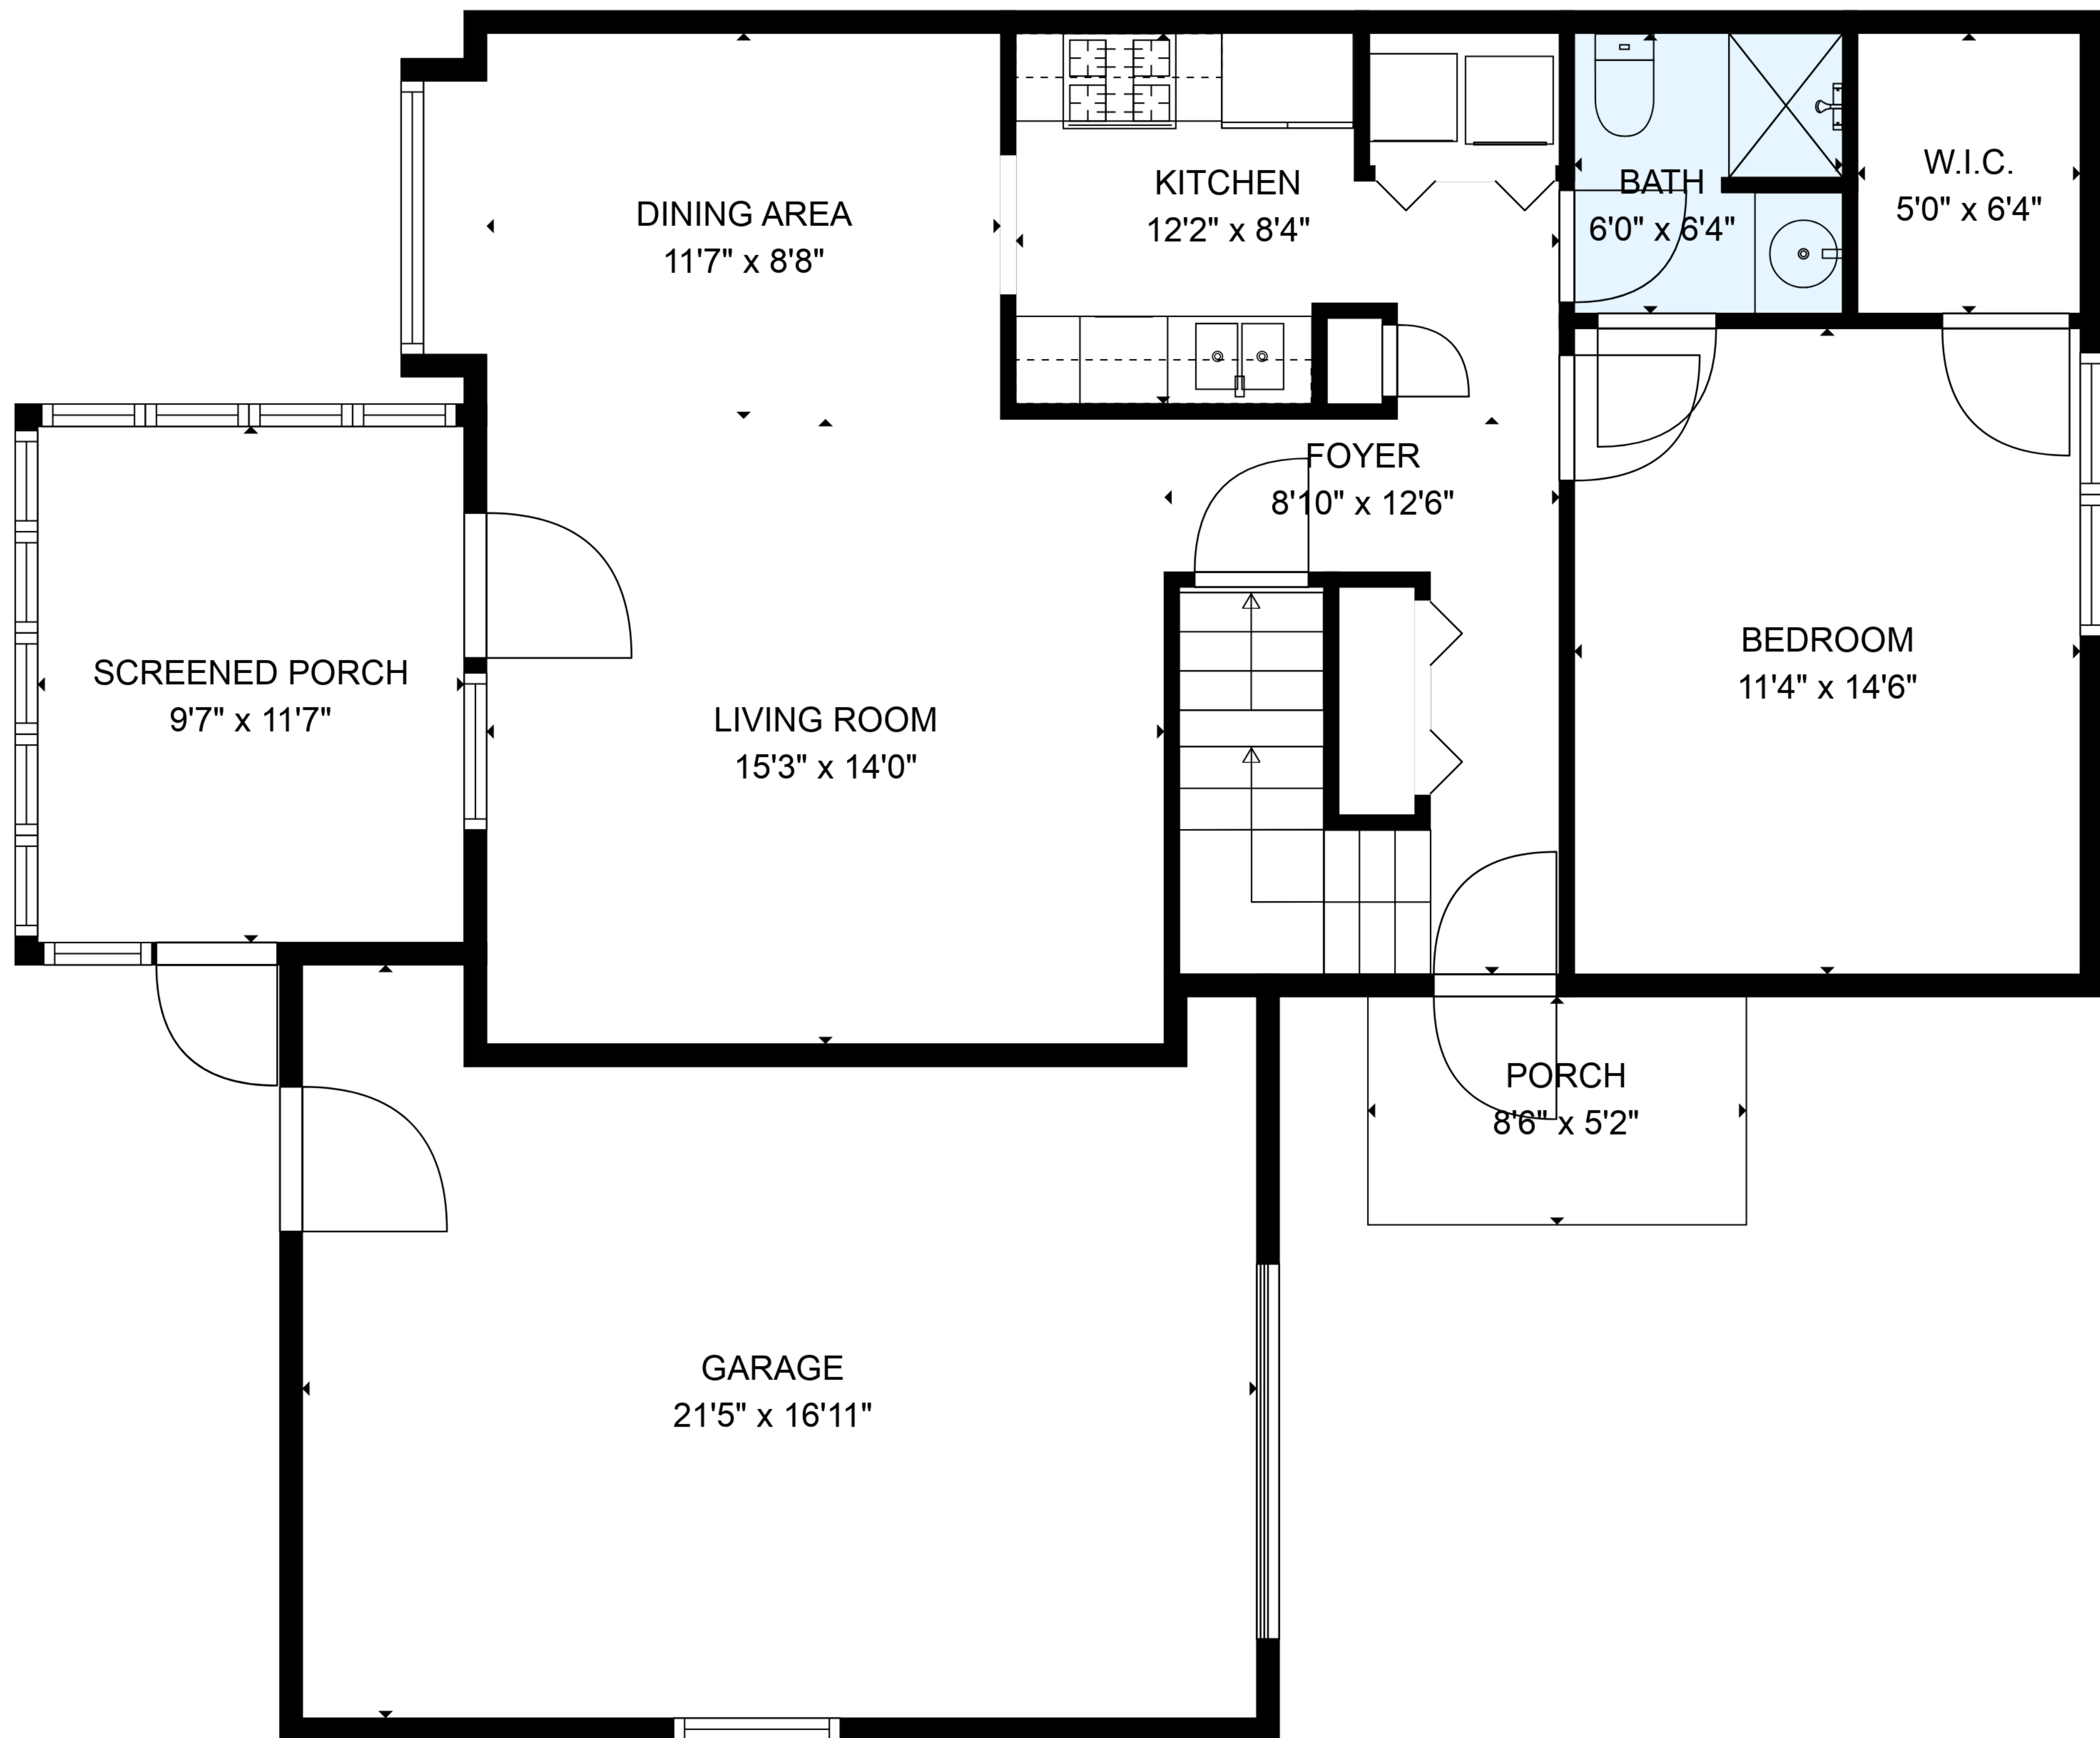 DINING AREA
11'7" x 8'8"
KITCHEN
12'2" x 8'4"
BATH
6'0" x 6'4"
W.I.C.
5'0" x 6'4"
FOYER
8'10" x 12'6"
SCREENED PORCH
9'7" x 11'7"
LIVING ROOM
15'3" x 14'0"
BEDROOM
11'4" x 14'6"
PORCH
8'6" x 5'2"
GARAGE
21'5" x 16'11"